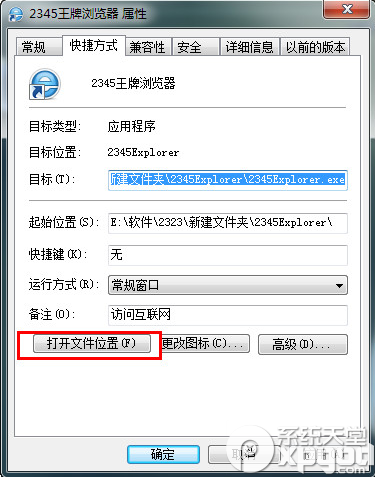 2345王牌浏览器 属性
常规 快捷方式 兼容性 安全 详细信息 以前的版本
2345王牌浏览器
目标类型: 应用程序
目标位置: 2345Explorer
目标(T): 新建文件夹\2345Explorer\2345Explorer.exe
起始位置(S): E:\软件\2323\新建文件夹\2345Explorer\
快捷键(K): 无
运行方式(R): 常规窗口
备注(O): 访问互联网
打开文件位置(F) 更改图标(C)... 高级(D)...
确定 取消
系统天堂